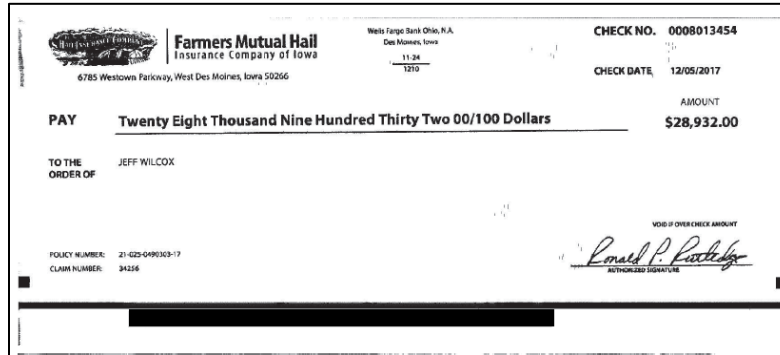 Farmers Mutual Hail
Insurance Company of Iowa
6785 Westown Parkway, West Des Moines, Iowa 50266
Wells Fargo Bank Ohio, N.A.
Des Moines, Iowa
11-24
1210
CHECK NO. 0008013454
CHECK DATE 12/05/2017
AMOUNT
PAY Twenty Eight Thousand Nine Hundred Thirty Two 00/100 Dollars $28,932.00
TO THE
ORDER OF JEFF WILCOX
VOID IF OVER CHECK AMOUNT
POLICY NUMBER: 21-025-0490303-17
Ronald P. Rutledge
CLAIM NUMBER: 34256
AUTHORIZED SIGNATURE